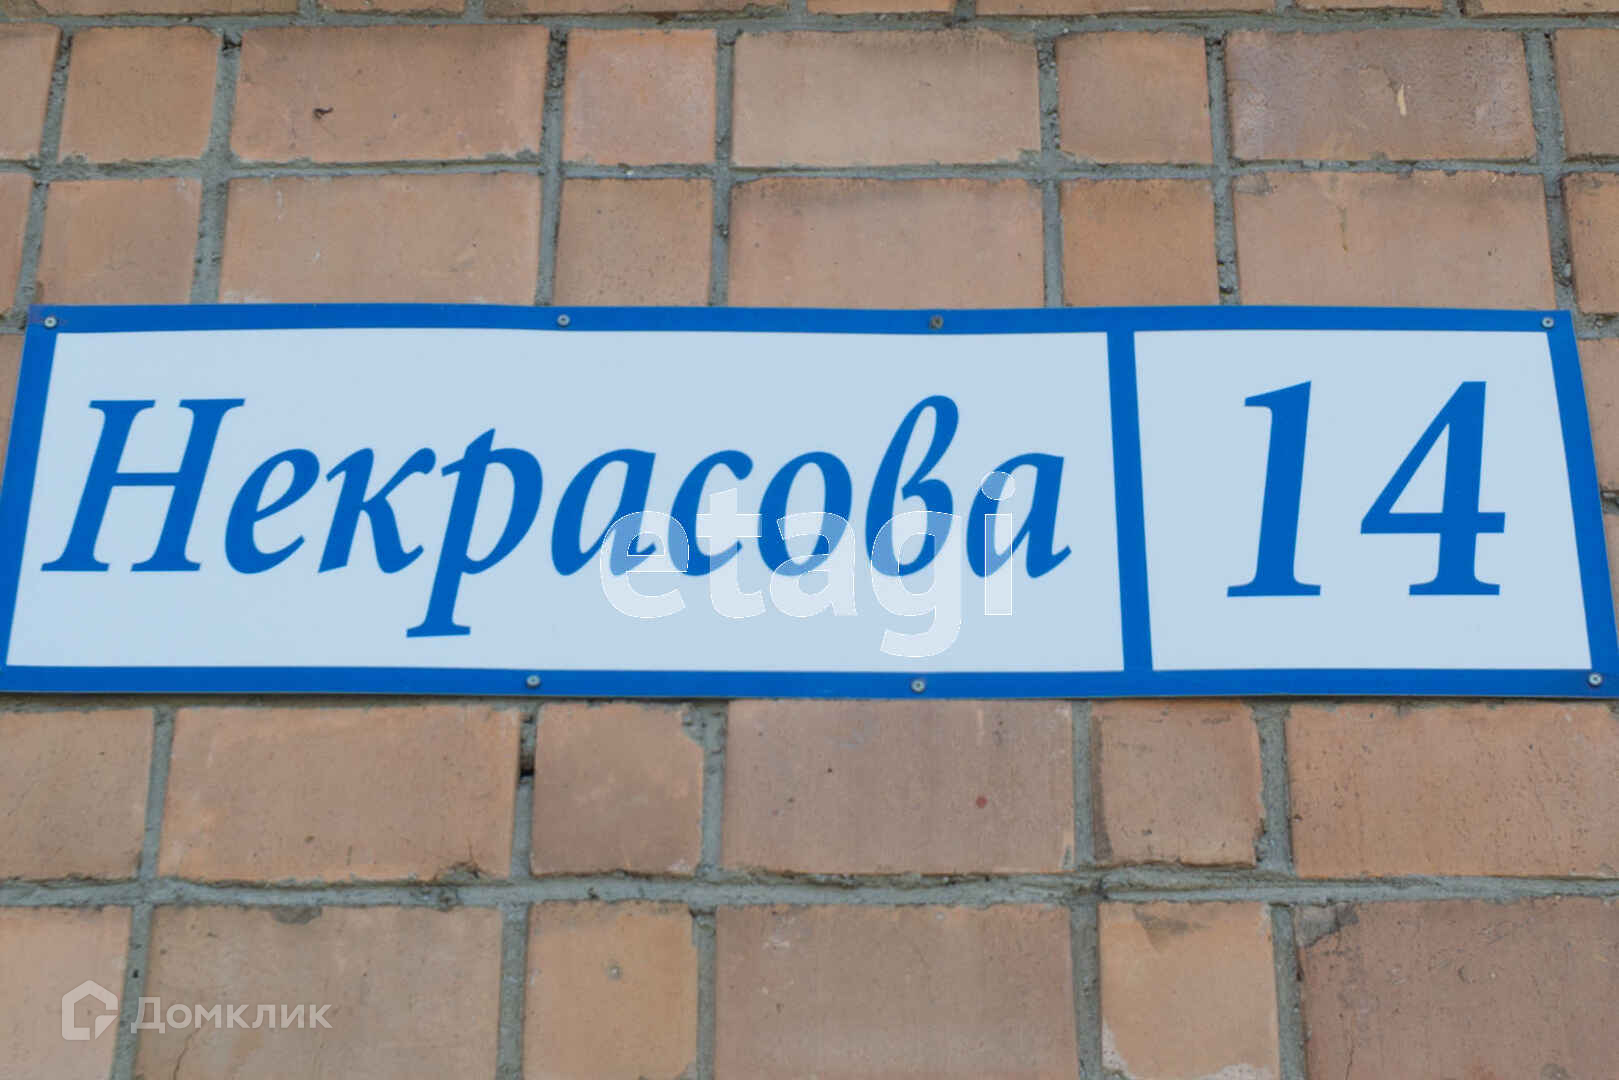 Некрасова 14
etagi
Домклик